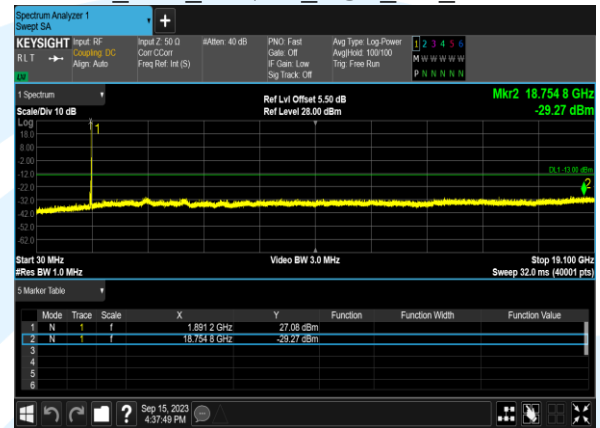 Spectrum Analyzer 1
Swept SA
KEYSIGHT Input: RF Input Z: 50 Ω #Atten: 40 dB PNO: Fast Avg Type: Log-Power 1 2 3 4 5 6
RLT Coupling: DC Corr CCorr Gate: Off Avg|Hold: 100/100 M W W W W W
Align: Auto Freq Ref: Int (S) IF Gain: Low Trig: Free Run
Sig Track: Off P N N N N N
1 Spectrum Ref Lvl Offset 5.50 dB Mkr2 18.754 8 GHz
Scale/Div 10 dB Ref Level 28.00 dBm -29.27 dBm
Log
1
18.0
8.00
-2.00
-12.0 DL1 -13.00 dBm
-22.0 2
-32.0
-42.0
-52.0
-62.0
Start 30 MHz Video BW 3.0 MHz Stop 19.100 GHz
#Res BW 1.0 MHz Sweep 32.0 ms (40001 pts)
5 Marker Table
Mode Trace Scale X Y Function Function Width Function Value
1 N 1 f 1.891 2 GHz 27.08 dBm
2 N 1 f 18.754 8 GHz -29.27 dBm
3
4
5
6
? Sep 15, 2023
4:37:49 PM